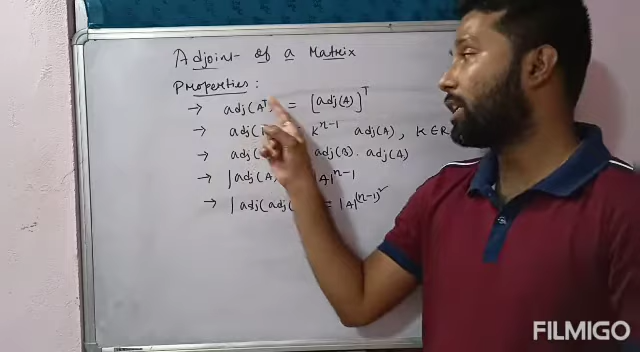 Adjoint of a Matrix
Properties :
→ adj(Aᵀ) = [adj(A)]ᵀ
→ adj( kⁿ⁻¹ adj(A), K ∈ R
→ adj( adj(A). adj(A)
→ |adj(A) |A|ⁿ⁻¹
→ |adj(adj( = |A|⁽ⁿ⁻¹⁾²
FILMIGO